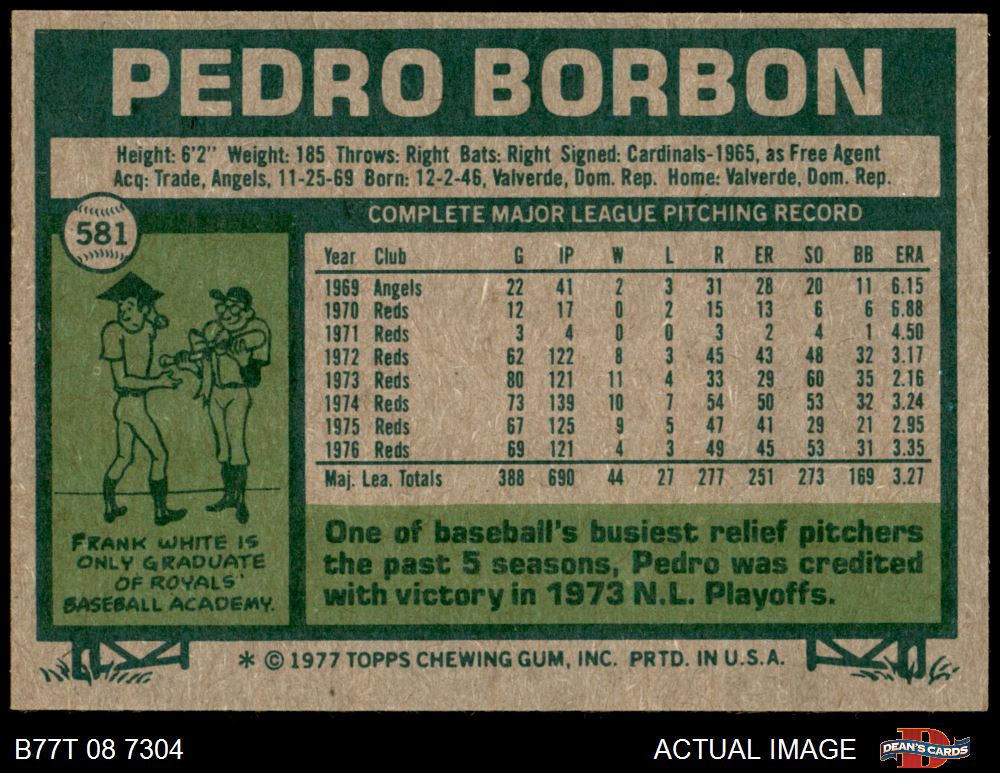 PEDRO BORBON
Height: 6'2" Weight: 185 Throws: Right Bats: Right Signed: Cardinals-1965, as Free Agent
Acq: Trade, Angels, 11-25-69 Born: 12-2-46, Valverde, Dom. Rep. Home: Valverde, Dom. Rep.
581
COMPLETE MAJOR LEAGUE PITCHING RECORD
Year Club G IP W L R ER SO BB ERA
1969 Angels 22 41 2 3 31 28 20 11 6.15
1970 Reds 12 17 0 2 15 13 6 6 6.88
1971 Reds 3 4 0 0 3 2 4 1 4.50
1972 Reds 62 122 8 3 45 43 48 32 3.17
1973 Reds 80 121 11 4 33 29 60 35 2.16
1974 Reds 73 139 10 7 54 50 53 32 3.24
1975 Reds 67 125 9 5 47 41 29 21 2.95
1976 Reds 69 121 4 3 49 45 53 31 3.35
Maj. Lea. Totals 388 690 44 27 277 251 273 169 3.27
FRANK WHITE IS
ONLY GRADUATE
OF ROYALS'
BASEBALL ACADEMY.
One of baseball's busiest relief pitchers
the past 5 seasons, Pedro was credited
with victory in 1973 N.L. Playoffs.
* © 1977 TOPPS CHEWING GUM, INC. PRTD. IN U.S.A.
B77T 08 7304
ACTUAL IMAGE
DEAN'S CARDS